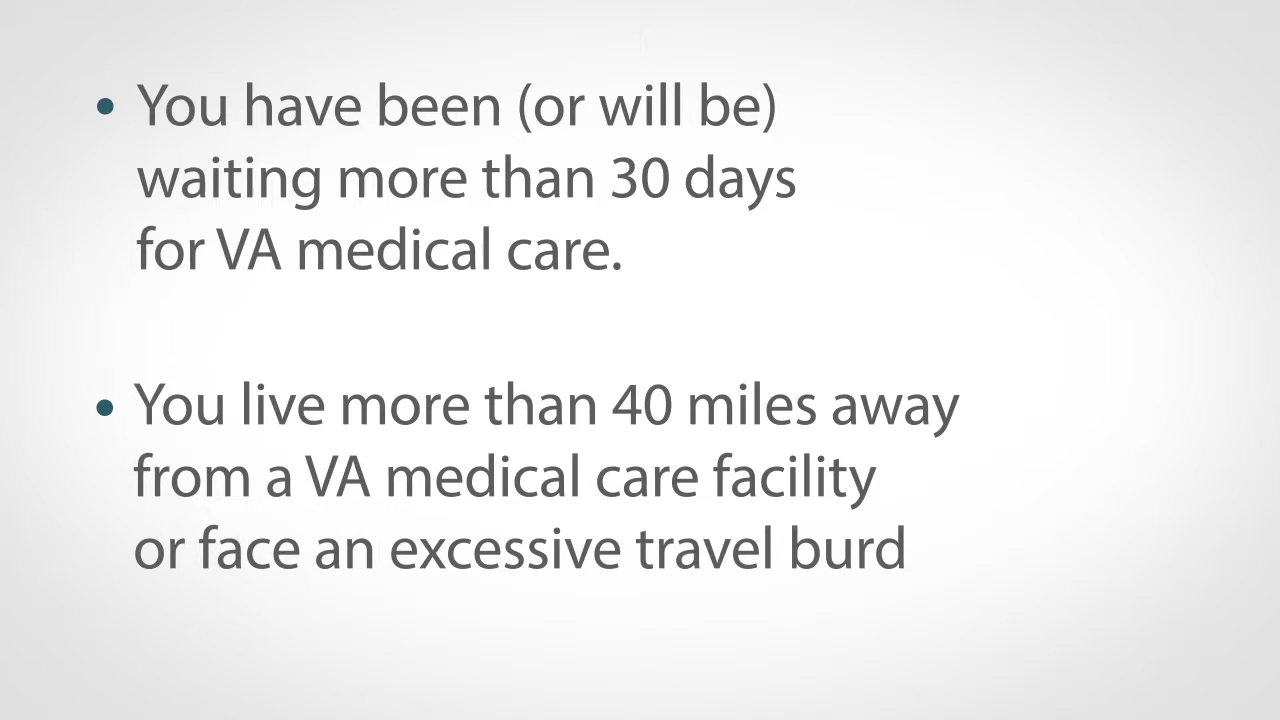 • You have been (or will be)
waiting more than 30 days
for VA medical care.
• You live more than 40 miles away
from a VA medical care facility
or face an excessive travel burd